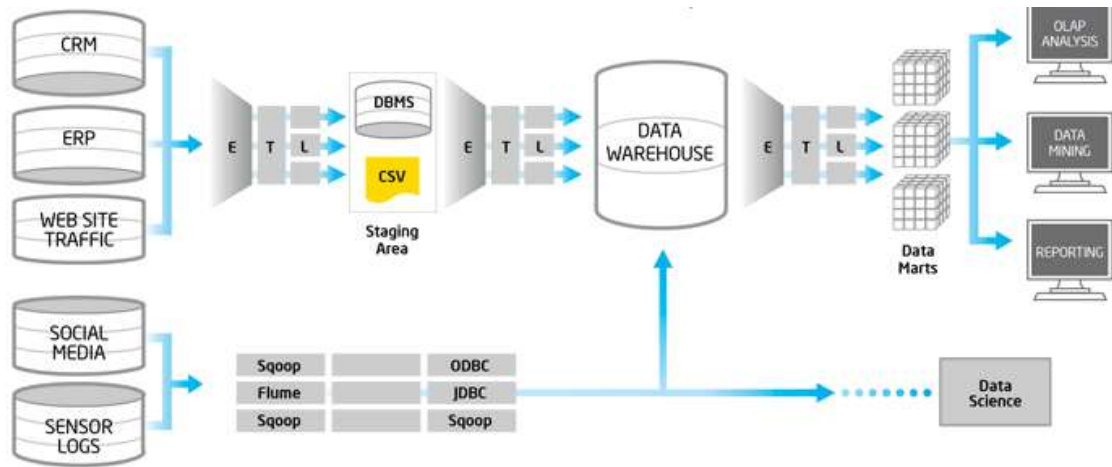 CRM
ERP
WEB SITE
TRAFFIC
E T L
DBMS
CSV
Staging
Area
E T L
DATA
WAREHOUSE
E T L
Data
Marts
OLAP
ANALYSIS
DATA
MINING
REPORTING
SOCIAL
MEDIA
SENSOR
LOGS
Sqoop ODBC
Flume JDBC
Sqoop Sqoop
Data
Science